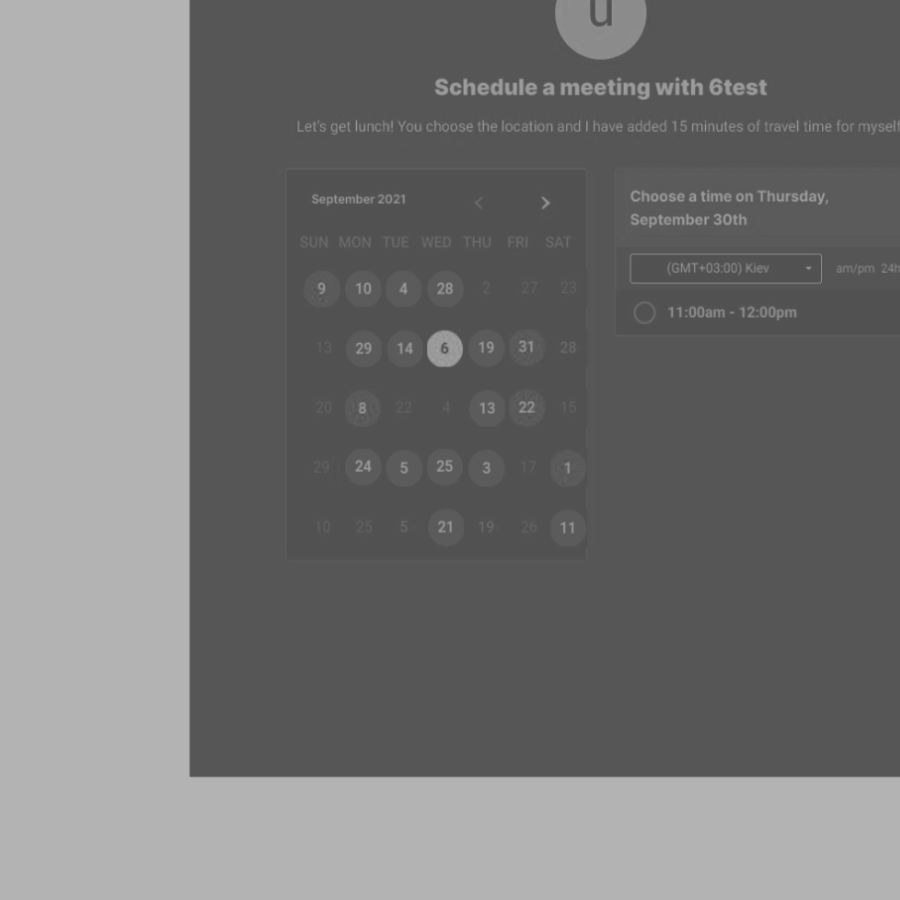 u
Schedule a meeting with 6test
Let's get lunch! You choose the location and I have added 15 minutes of travel time for myself
September 2021
SUN MON TUE WED THU FRI SAT
9 10 4 28 2 27 23
13 29 14 6 19 31 28
20 8 22 4 13 22 15
29 24 5 25 3 17 1
10 25 5 21 19 26 11
Choose a time on Thursday,
September 30th
(GMT+03:00) Kiev am/pm 24h
11:00am - 12:00pm